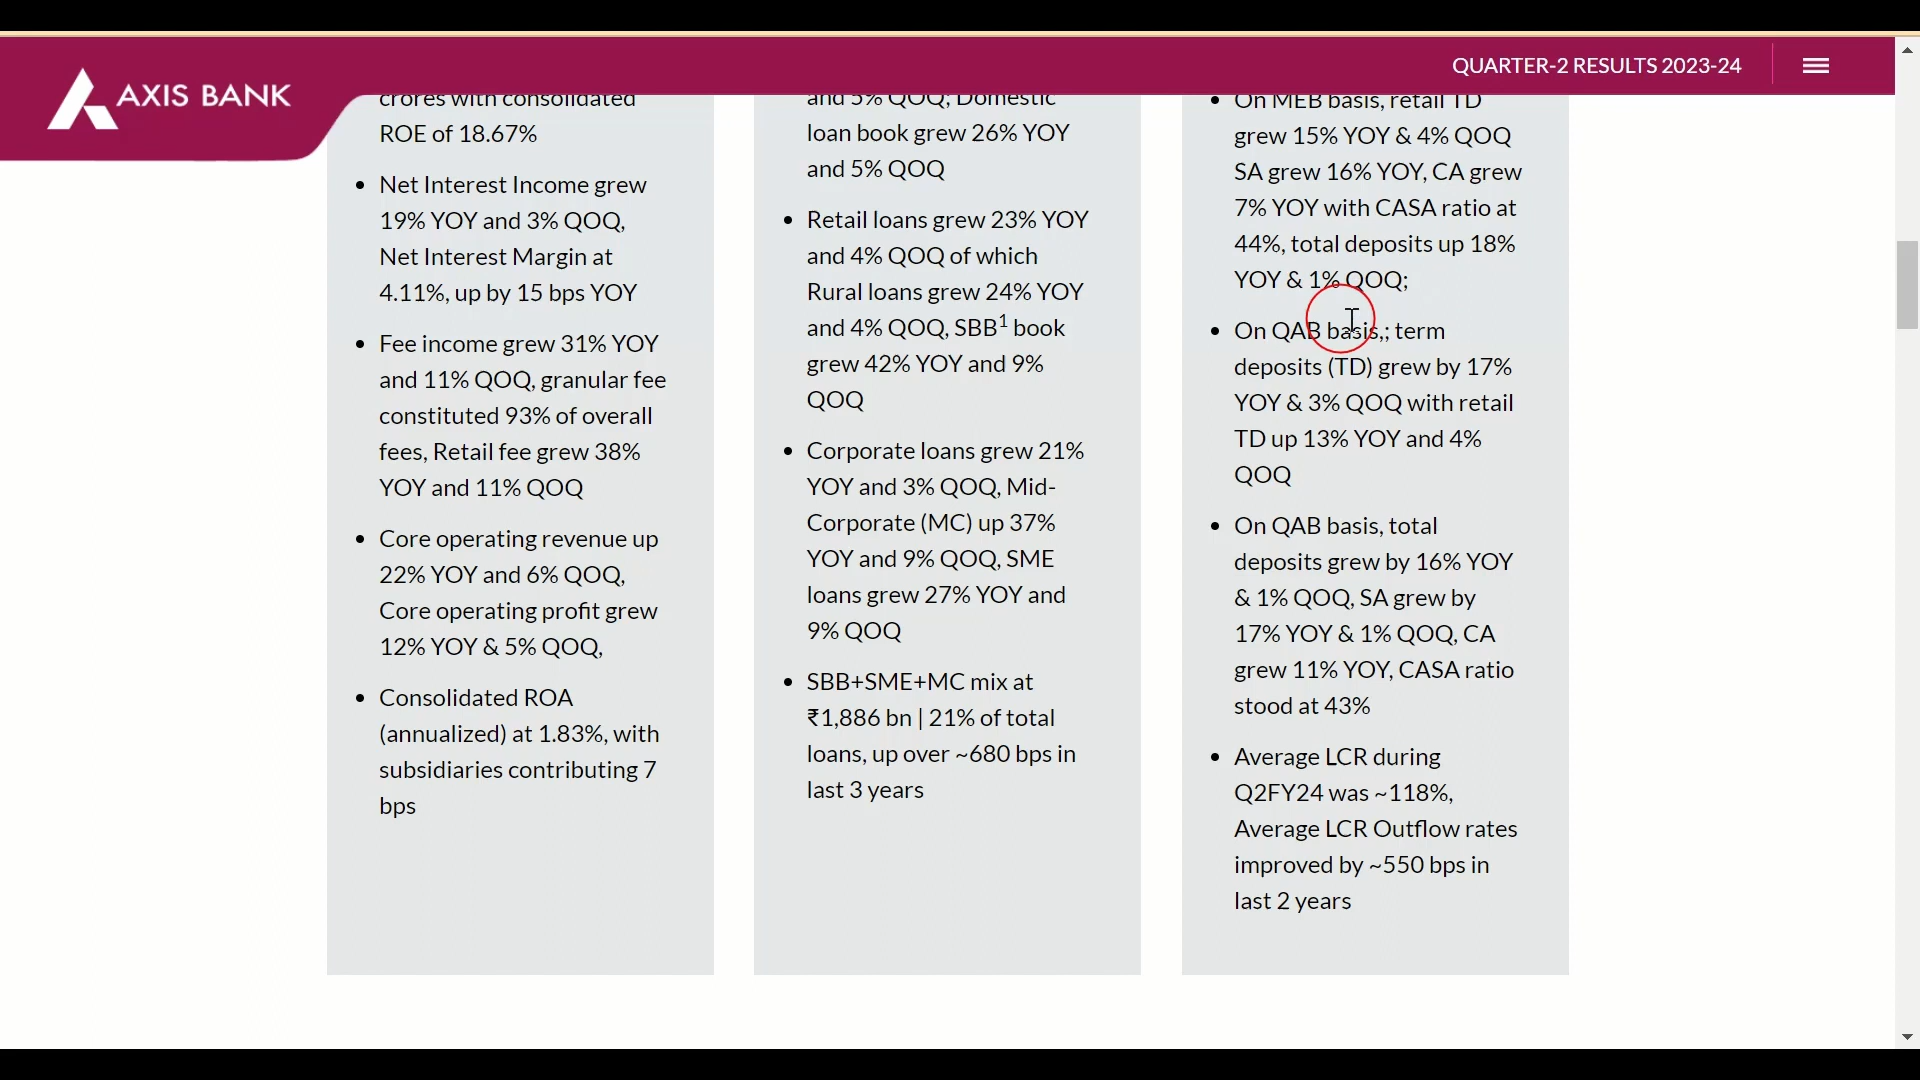 QUARTER-2 RESULTS 2023-24
AXIS BANK
crores with consolidated
ROE of 18.67%
• Net Interest Income grew
19% YOY and 3% QOQ,
Net Interest Margin at
4.11%, up by 15 bps YOY
• Fee income grew 31% YOY
and 11% QOQ, granular fee
constituted 93% of overall
fees, Retail fee grew 38%
YOY and 11% QOQ
• Core operating revenue up
22% YOY and 6% QOQ,
Core operating profit grew
12% YOY & 5% QOQ,
• Consolidated ROA
(annualized) at 1.83%, with
subsidiaries contributing 7
bps
and 5% QOQ; Domestic
loan book grew 26% YOY
and 5% QOQ
• Retail loans grew 23% YOY
and 4% QOQ of which
Rural loans grew 24% YOY
and 4% QOQ, SBB¹ book
grew 42% YOY and 9%
QOQ
• Corporate loans grew 21%
YOY and 3% QOQ, Mid-
Corporate (MC) up 37%
YOY and 9% QOQ, SME
loans grew 27% YOY and
9% QOQ
• SBB+SME+MC mix at
₹1,886 bn | 21% of total
loans, up over ~680 bps in
last 3 years
• On MEB basis, retail TD
grew 15% YOY & 4% QOQ
SA grew 16% YOY, CA grew
7% YOY with CASA ratio at
44%, total deposits up 18%
YOY & 1% QOQ;
• On QAB basis,; term
deposits (TD) grew by 17%
YOY & 3% QOQ with retail
TD up 13% YOY and 4%
QOQ
• On QAB basis, total
deposits grew by 16% YOY
& 1% QOQ, SA grew by
17% YOY & 1% QOQ, CA
grew 11% YOY, CASA ratio
stood at 43%
• Average LCR during
Q2FY24 was ~118%,
Average LCR Outflow rates
improved by ~550 bps in
last 2 years